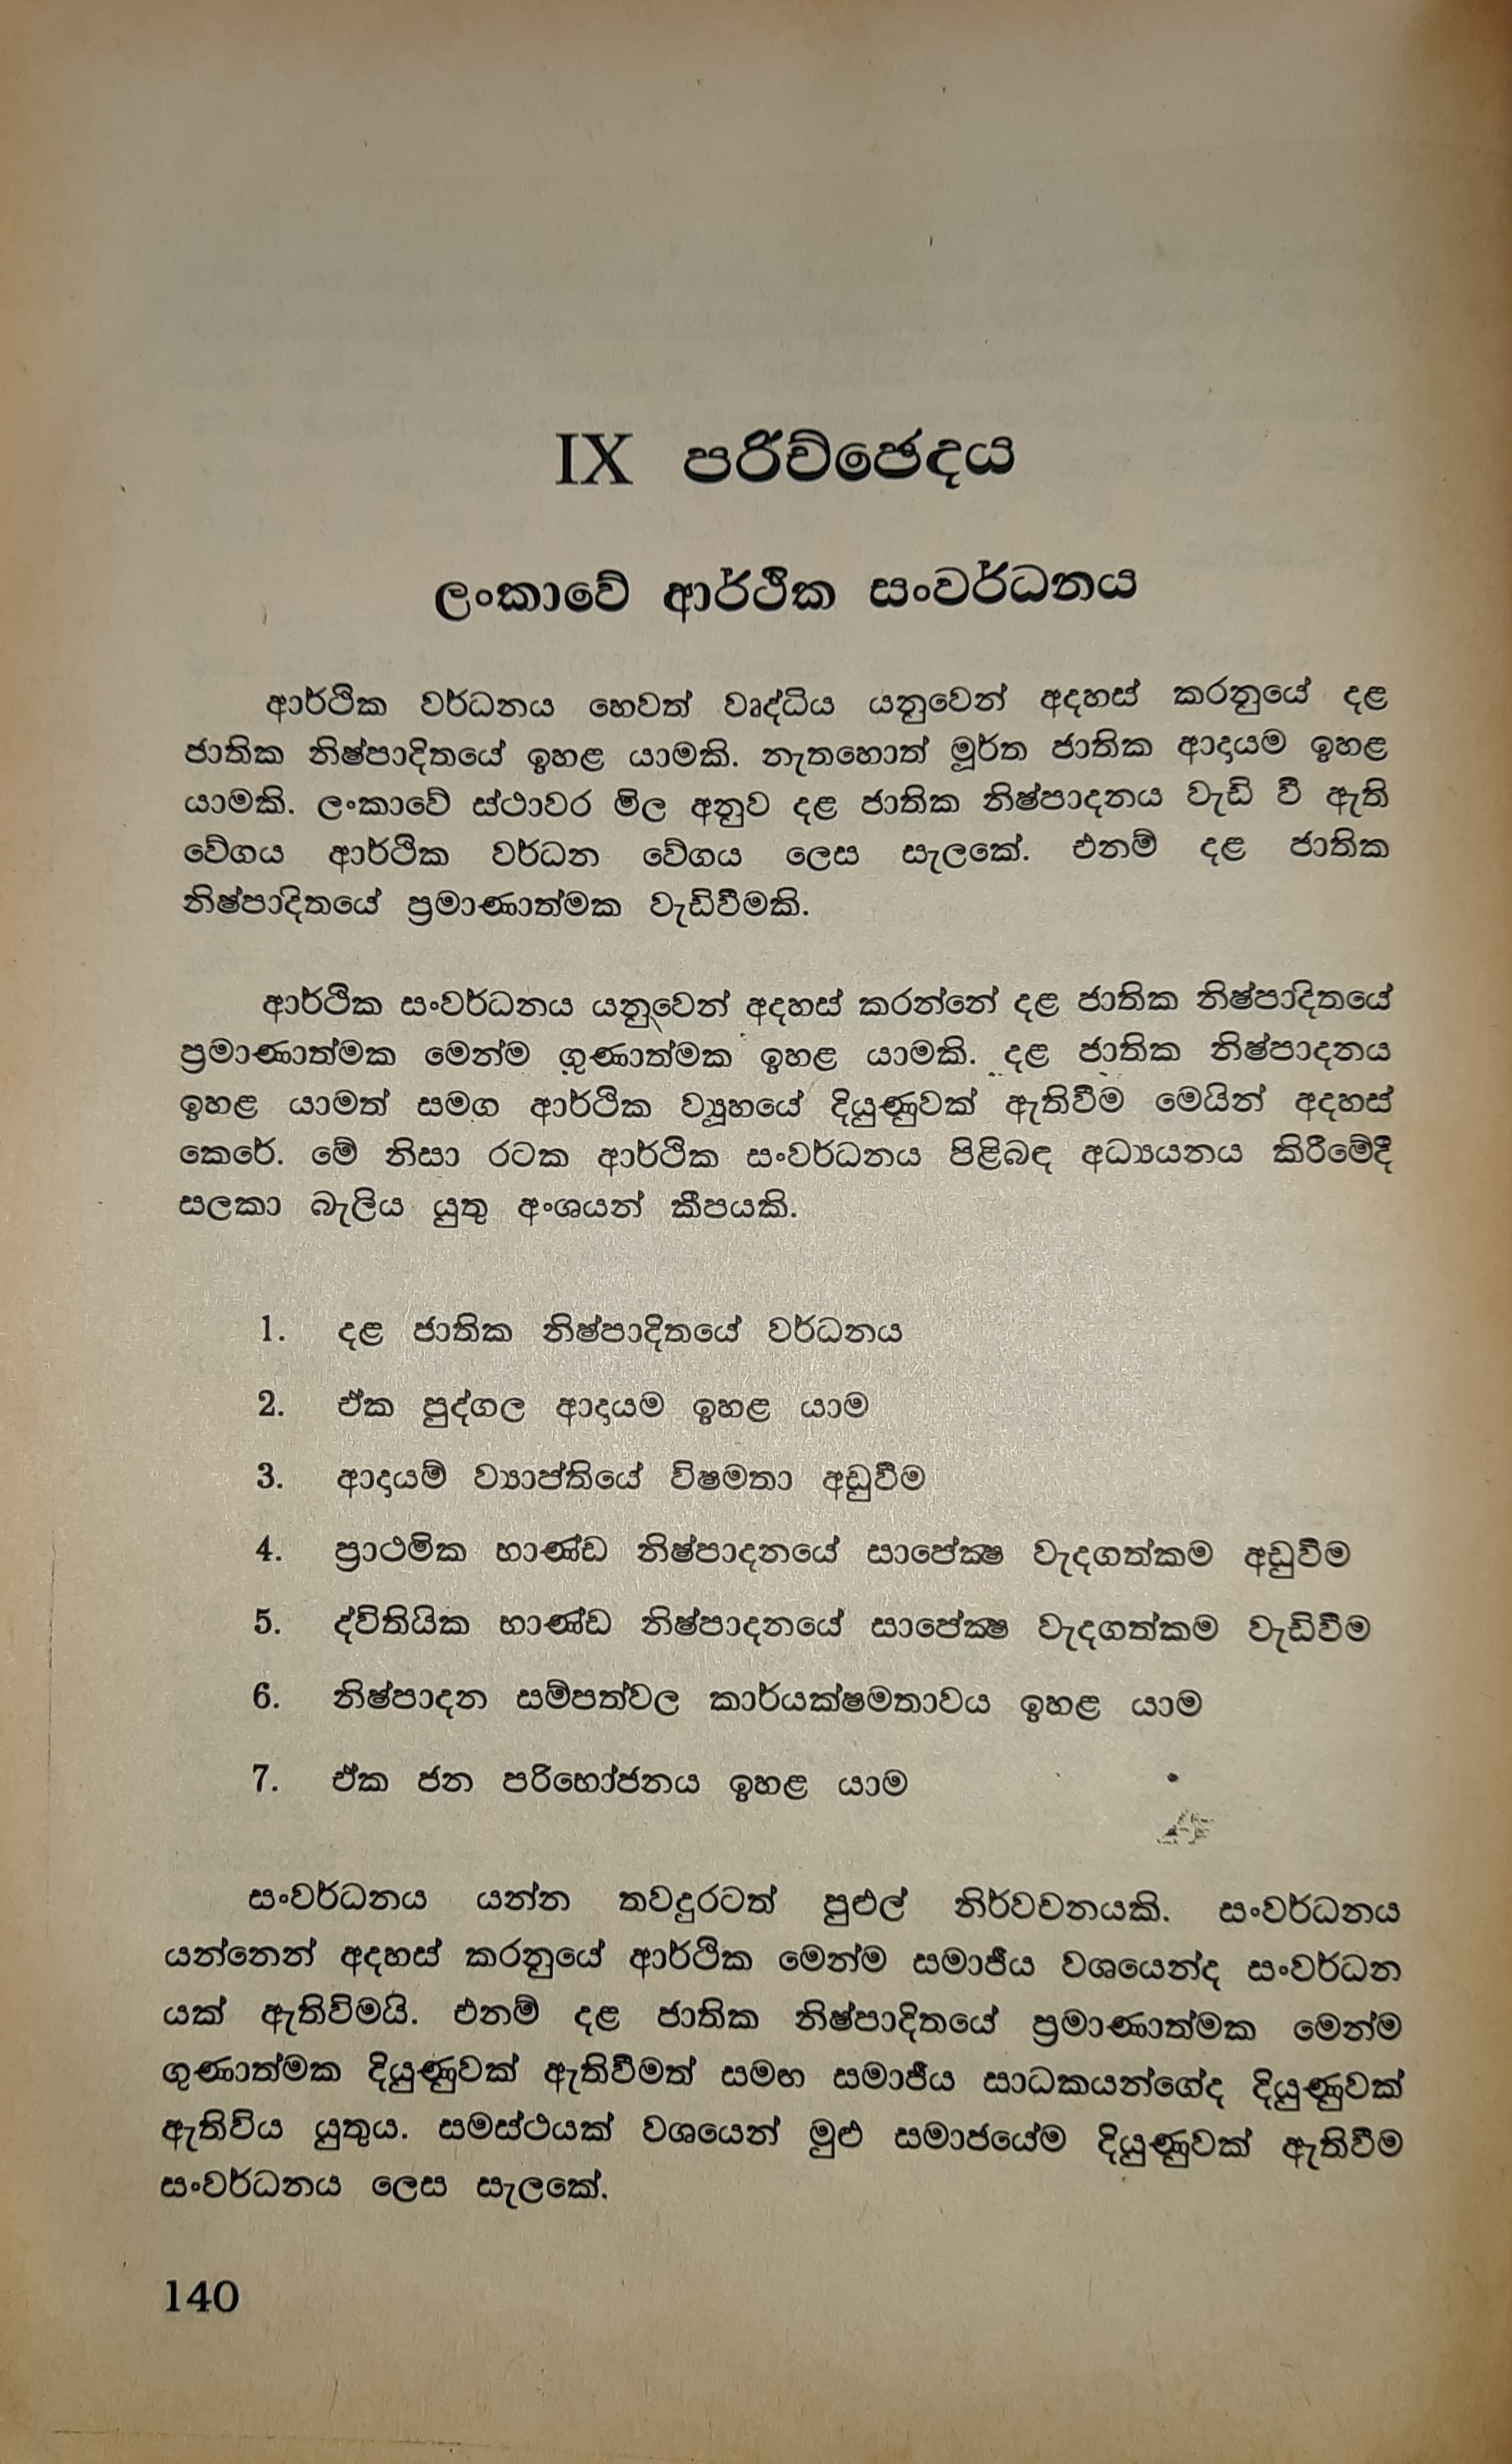 IX පරිච්ඡෙදය
ලංකාවේ ආර්ථික සංවර්ධනය
ආර්ථික වර්ධනය හෙවත් වෘද්ධිය යනුවෙන් අදහස් කරනුයේ දළ
ජාතික නිෂ්පාදිතයේ ඉහළ යාමකි. නැතහොත් මූර්ත ජාතික ආදායම ඉහළ
යාමකි. ලංකාවේ ස්ථාවර මිල අනුව දළ ජාතික නිෂ්පාදනය වැඩි වී ඇති
වේගය ආර්ථික වර්ධන වේගය ලෙස සැලකේ. එනම් දළ ජාතික
නිෂ්පාදිතයේ ප්‍රමාණාත්මක වැඩිවීමකි.
ආර්ථික සංවර්ධනය යනුවෙන් අදහස් කරන්නේ දළ ජාතික නිෂ්පාදිතයේ
ප්‍රමාණාත්මක මෙන්ම ගුණාත්මක ඉහළ යාමකි. දළ ජාතික නිෂ්පාදනය
ඉහළ යාමත් සමග ආර්ථික ව්‍යූහයේ දියුණුවක් ඇතිවීම මෙයින් අදහස්
කෙරේ. මේ නිසා රටක ආර්ථික සංවර්ධනය පිළිබඳ අධ්‍යයනය කිරීමේදී
සලකා බැලිය යුතු අංශයන් කීපයකි.
1. දළ ජාතික නිෂ්පාදිතයේ වර්ධනය
2. ඒක පුද්ගල ආදායම ඉහළ යාම
3. ආදායම් ව්‍යාප්තියේ විෂමතා අඩුවීම
4. ප්‍රාථමික භාණ්ඩ නිෂ්පාදනයේ සාපේක්‍ෂ වැදගත්කම අඩුවීම
5. ද්විතියික භාණ්ඩ නිෂ්පාදනයේ සාපේක්‍ෂ වැදගත්කම වැඩිවීම
6. නිෂ්පාදන සම්පත්වල කාර්යක්ෂමතාවය ඉහළ යාම
7. ඒක ජන පරිභෝජනය ඉහළ යාම
සංවර්ධනය යන්න තවදුරටත් පුළුල් නිර්වචනයකි. සංවර්ධනය
යන්නෙන් අදහස් කරනුයේ ආර්ථික මෙන්ම සමාජීය වශයෙන්ද සංවර්ධන
යක් ඇතිවිමයි. එනම් දළ ජාතික නිෂ්පාදිතයේ ප්‍රමාණාත්මක මෙන්ම
ගුණාත්මක දියුණුවක් ඇතිවීමත් සමඟ සමාජීය සාධකයන්ගේද දියුණුවක්
ඇතිවිය යුතුය. සමස්ථයක් වශයෙන් මුළු සමාජයේම දියුණුවක් ඇතිවීම
සංවර්ධනය ලෙස සැලකේ.
140